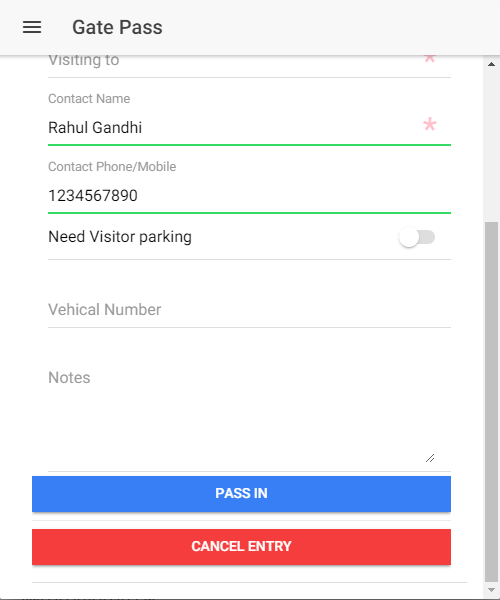 Gate Pass
Visiting to *
Contact Name
Rahul Gandhi *
Contact Phone/Mobile
1234567890
Need Visitor parking
Vehical Number
Notes
PASS IN
CANCEL ENTRY